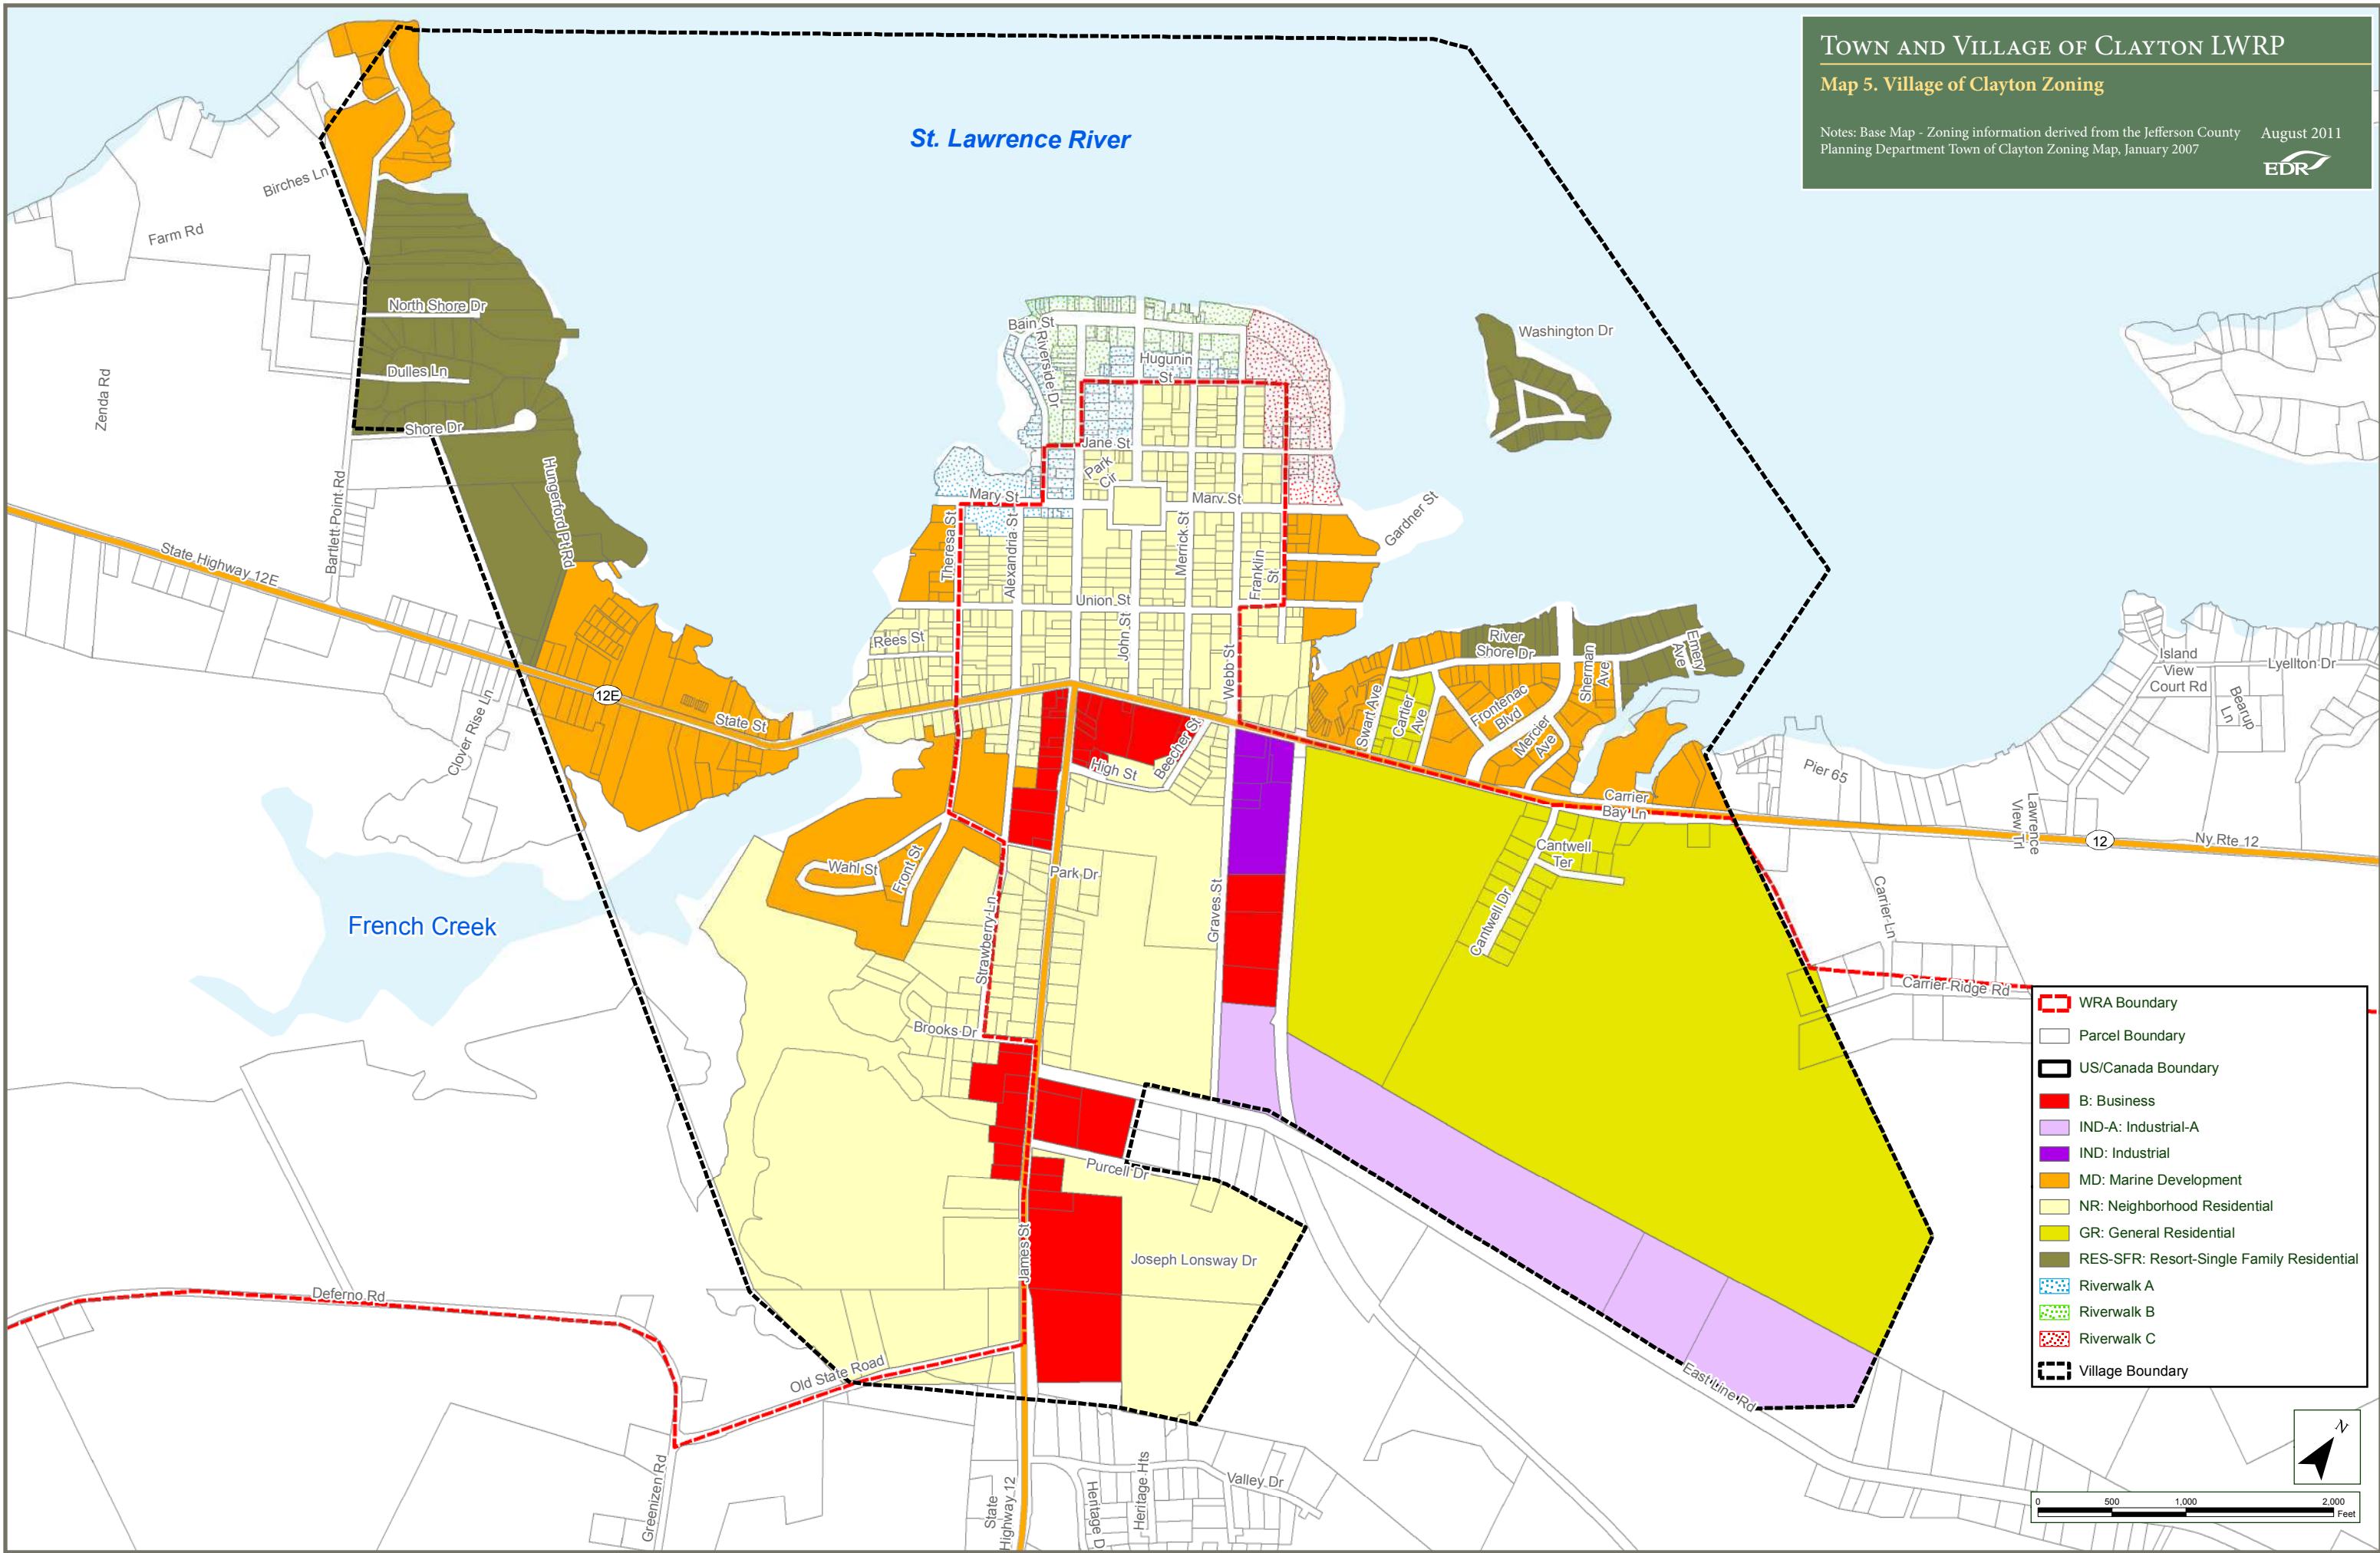 TOWN AND VILLAGE OF CLAYTON LWRP
Map 5. Village of Clayton Zoning
Notes: Base Map - Zoning information derived from the Jefferson County
Planning Department Town of Clayton Zoning Map, January 2007
August 2011
EDR
St. Lawrence River
Birches Ln
Farm Rd
Zenda Rd
North Shore Dr
Dulles Ln
Shore Dr
Bartlett Point Rd
Hungerford Pt Rd
State Highway 12E
12E
State St
Clover Rise Ln
French Creek
Bain St
Riverside Dr
Hugunin
St
Washington Dr
Jane St
Park
Cir
Mary St
Mary St
Theresa St
Alexandria St
Merrick St
Franklin
St
Gardner St
Union St
Rees St
John St
Webb St
High St
Beecher St
River
Shore Dr
Emery
Ave
Sherman
Ave
Swart Ave
Cartier
Ave
Frontenac
Blvd
Mercier
Ave
Island
View
Court Rd
Lyellton Dr
Bearup
Ln
Pier 65
Carrier
Bay Ln
Lawrence
View Trl
12
Ny Rte 12
Wahl St
Front St
Park Dr
Cantwell
Ter
Cantwell Dr
Strawberry Ln
Graves St
Carrier Ln
Carrier Ridge Rd
Brooks Dr
Purcell Dr
James St
Joseph Lonsway Dr
Deferno Rd
Old State Road
East Line Rd
Greenizen Rd
State
Highway 12
Heritage D
Heritage Hts
Valley Dr
WRA Boundary
Parcel Boundary
US/Canada Boundary
B: Business
IND-A: Industrial-A
IND: Industrial
MD: Marine Development
NR: Neighborhood Residential
GR: General Residential
RES-SFR: Resort-Single Family Residential
Riverwalk A
Riverwalk B
Riverwalk C
Village Boundary
N
0 500 1,000 2,000
Feet